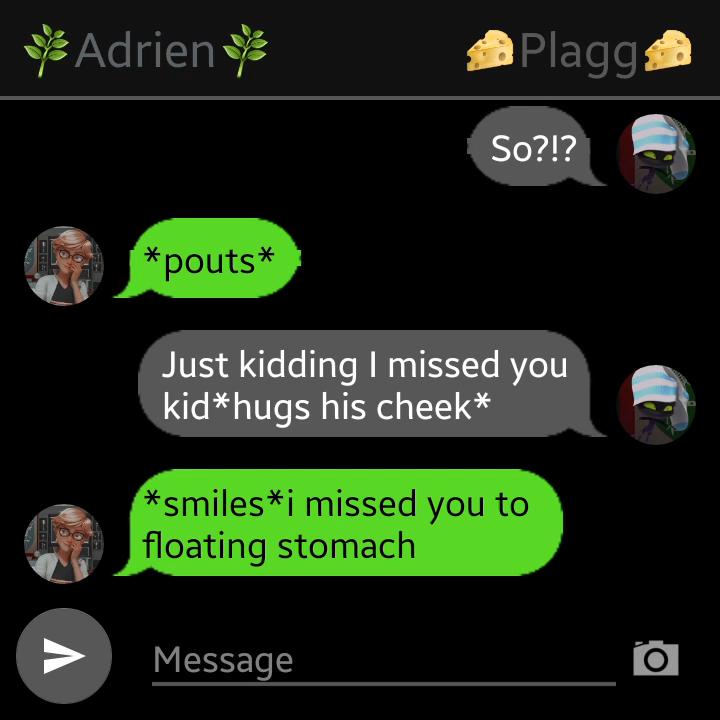 🌿Adrien🌿 🧀Plagg🧀
So?!?
*pouts*
Just kidding I missed you
kid*hugs his cheek*
*smiles*i missed you to
floating stomach
Message